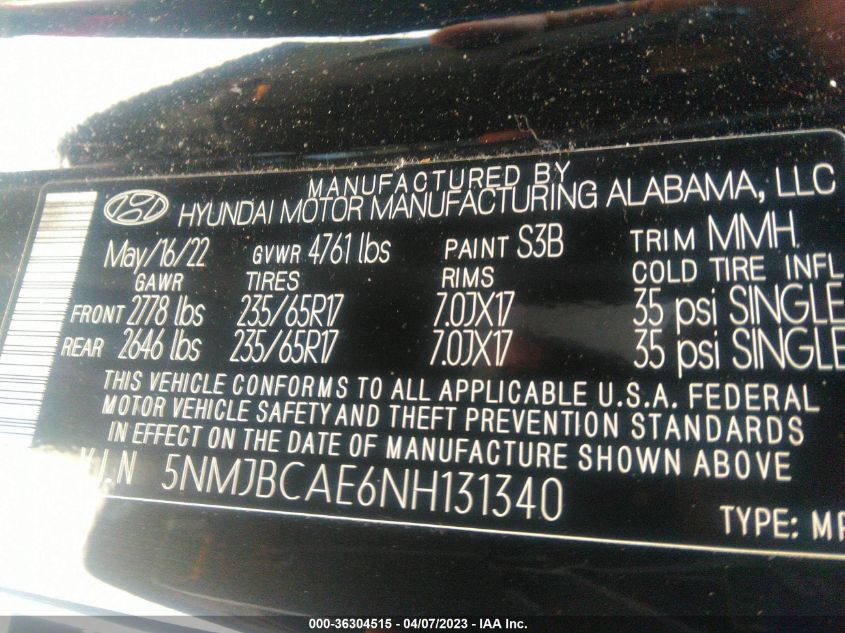 MANUFACTURED BY
HYUNDAI MOTOR MANUFACTURING ALABAMA, LLC
May/16/22 GVWR 4761 lbs PAINT S3B TRIM MMH
GAWR TIRES RIMS COLD TIRE INFL
FRONT 2778 lbs 235/65R17 7.0JX17 35 psi SINGLE
REAR 2646 lbs 235/65R17 7.0JX17 35 psi SINGLE
THIS VEHICLE CONFORMS TO ALL APPLICABLE U.S.A. FEDERAL
MOTOR VEHICLE SAFETY AND THEFT PREVENTION STANDARDS
IN EFFECT ON THE DATE OF MANUFACTURE SHOWN ABOVE.
V.I.N 5NMJBCAE6NH131340
TYPE: MP
000-36304515 - 04/07/2023 - IAA Inc.